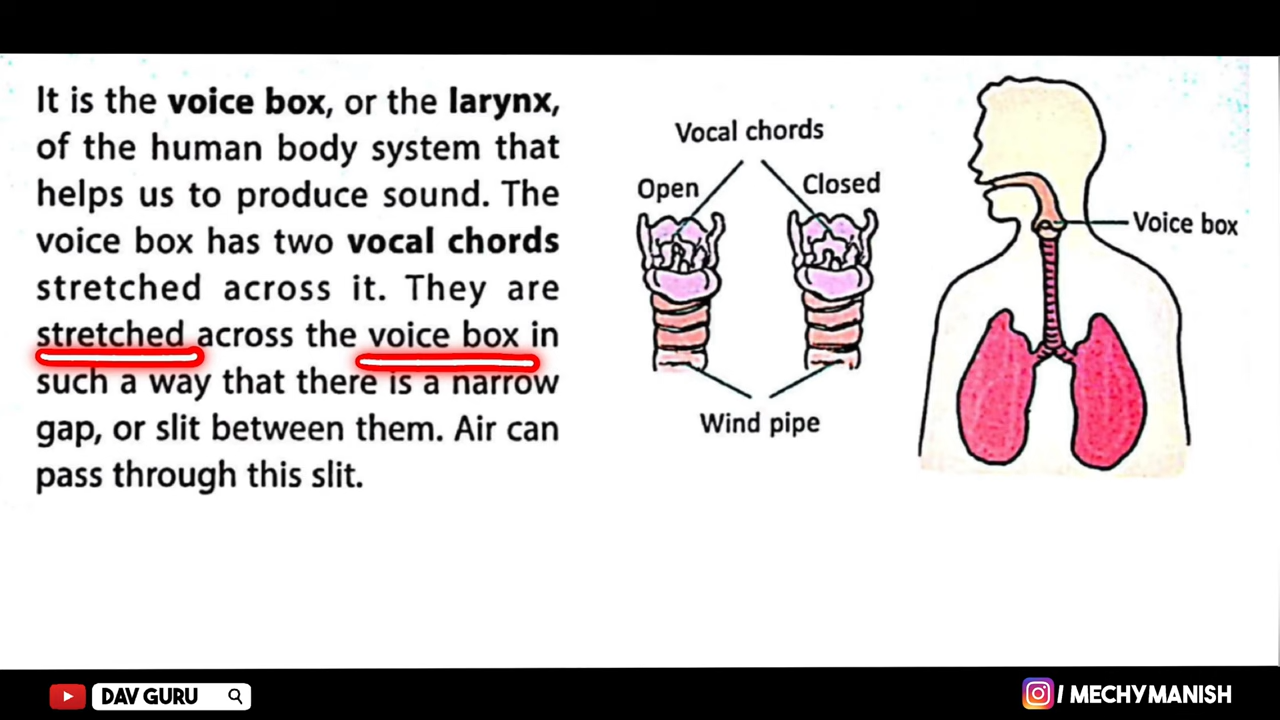 It is the voice box, or the larynx,
of the human body system that
helps us to produce sound. The
voice box has two vocal chords
stretched across it. They are
stretched across the voice box in
such a way that there is a narrow
gap, or slit between them. Air can
pass through this slit.
Vocal chords
Open
Closed
Wind pipe
Voice box
DAV GURU
/ MECHYMANISH